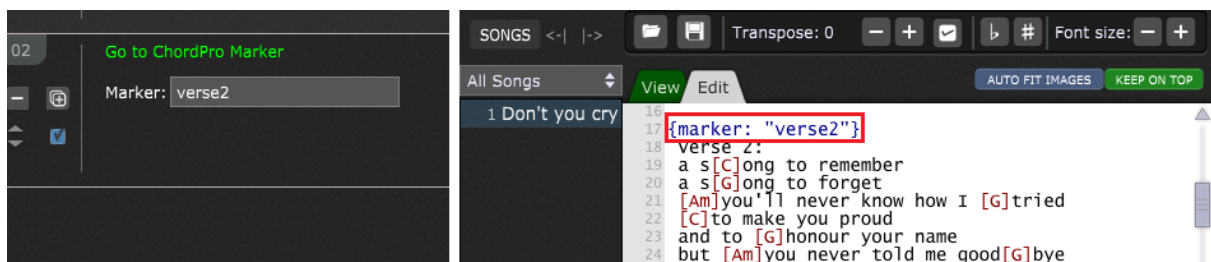 02
Go to ChordPro Marker
Marker: verse2
SONGS <-| |->
Transpose: 0 − + ♭ # Font size: − +
All Songs
View Edit AUTO FIT IMAGES KEEP ON TOP
1 Don't you cry
16
17 {marker: "verse2"}
18 verse 2:
19 a s[C]ong to remember
20 a s[G]ong to forget
21 [Am]you'll never know how I [G]tried
22 [C]to make you proud
23 and to [G]honour your name
24 but [Am]you never told me good[G]bye